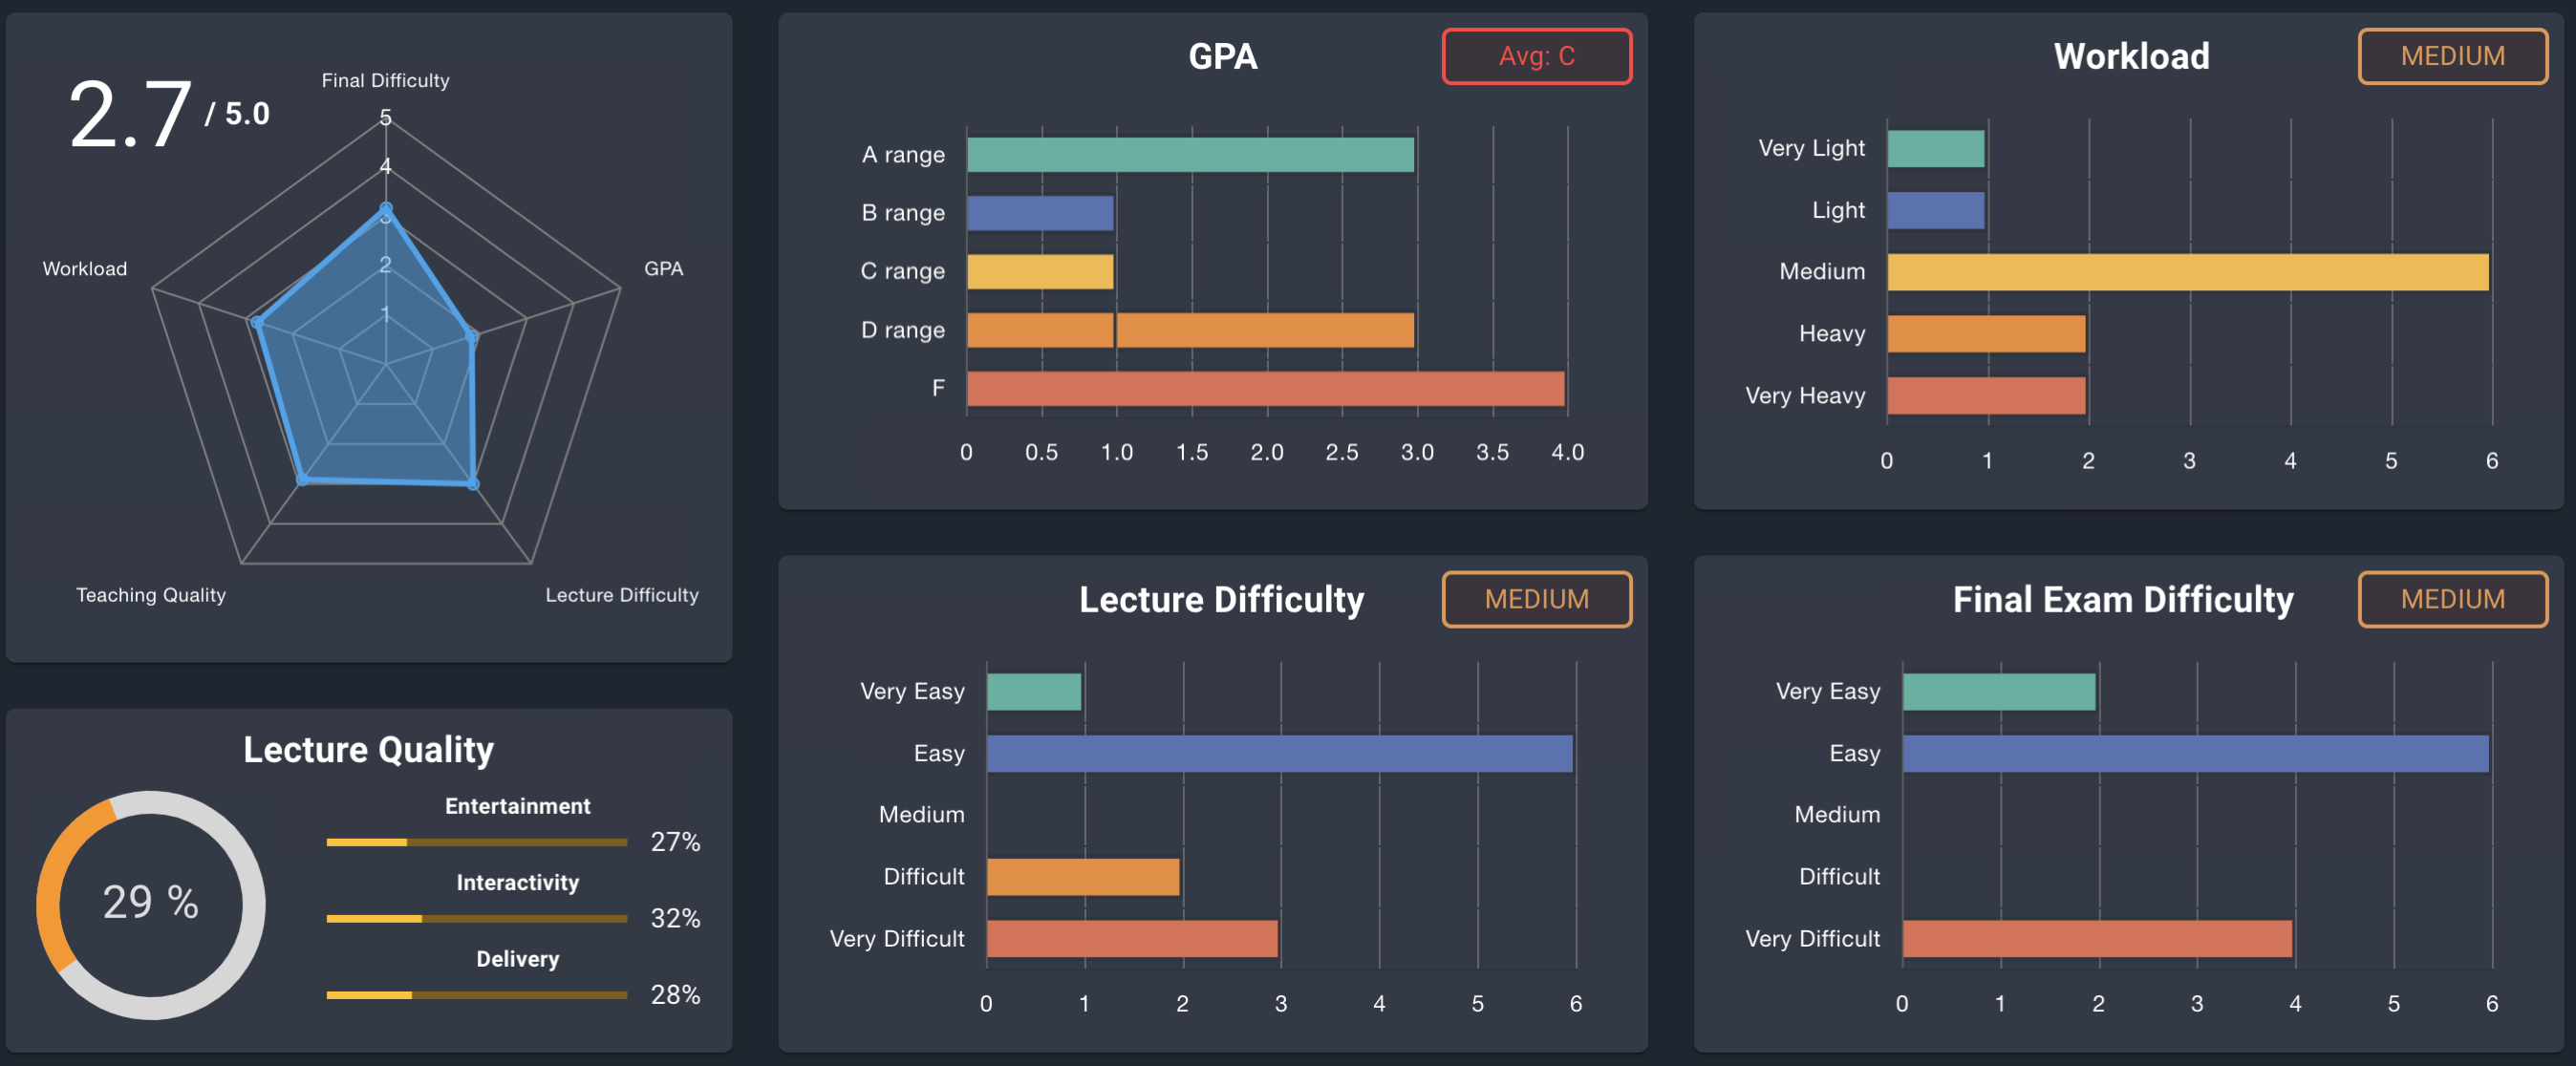 2.7 / 5.0
Final Difficulty
5
4
3
2
1
Workload
GPA
Teaching Quality
Lecture Difficulty
Lecture Quality
29 %
Entertainment
27%
Interactivity
32%
Delivery
28%
GPA
Avg: C
A range
B range
C range
D range
F
0 0.5 1.0 1.5 2.0 2.5 3.0 3.5 4.0
Workload
MEDIUM
Very Light
Light
Medium
Heavy
Very Heavy
0 1 2 3 4 5 6
Lecture Difficulty
MEDIUM
Very Easy
Easy
Medium
Difficult
Very Difficult
0 1 2 3 4 5 6
Final Exam Difficulty
MEDIUM
Very Easy
Easy
Medium
Difficult
Very Difficult
0 1 2 3 4 5 6